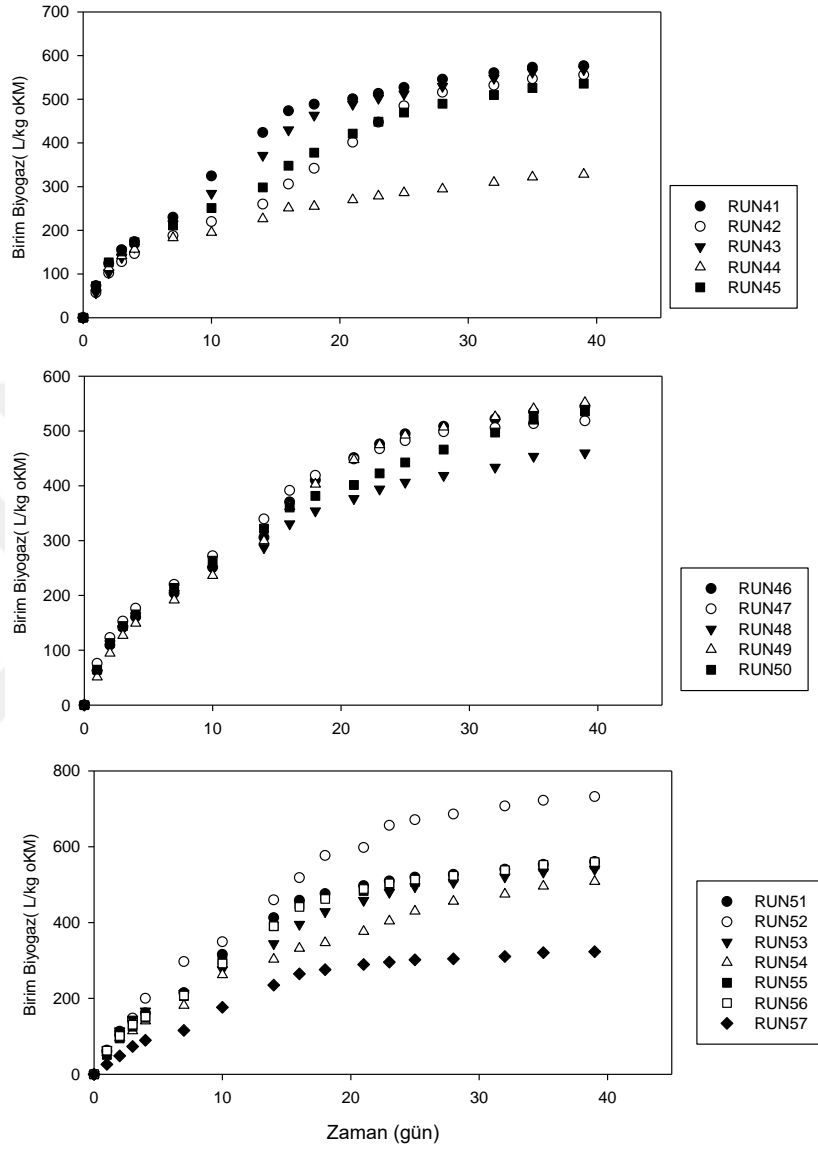 700
600
500
400
300
200
100
0
Birim Biyogaz( L/kg oKM)
0 10 20 30 40
RUN41
RUN42
RUN43
RUN44
RUN45
600
500
400
300
200
100
0
Birim Biyogaz( L/kg oKM)
0 10 20 30 40
RUN46
RUN47
RUN48
RUN49
RUN50
800
600
400
200
0
Birim Biyogaz( L/kg oKM)
0 10 20 30 40
RUN51
RUN52
RUN53
RUN54
RUN55
RUN56
RUN57
Zaman (gün)